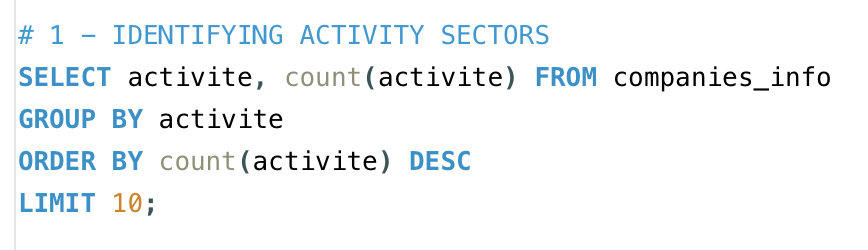 # 1 – IDENTIFYING ACTIVITY SECTORS
SELECT activite, count(activite) FROM companies_info
GROUP BY activite
ORDER BY count(activite) DESC
LIMIT 10;